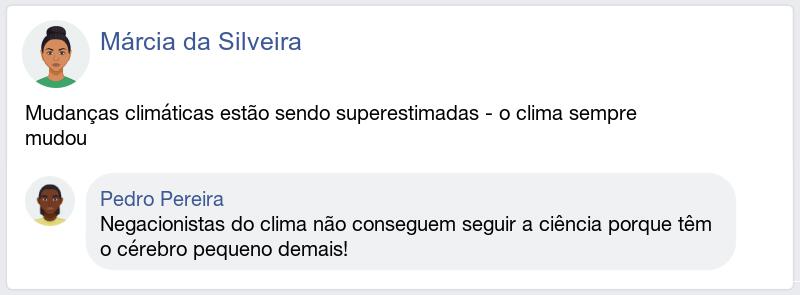 Márcia da Silveira
Mudanças climáticas estão sendo superestimadas - o clima sempre
mudou
Pedro Pereira
Negacionistas do clima não conseguem seguir a ciência porque têm
o cérebro pequeno demais!